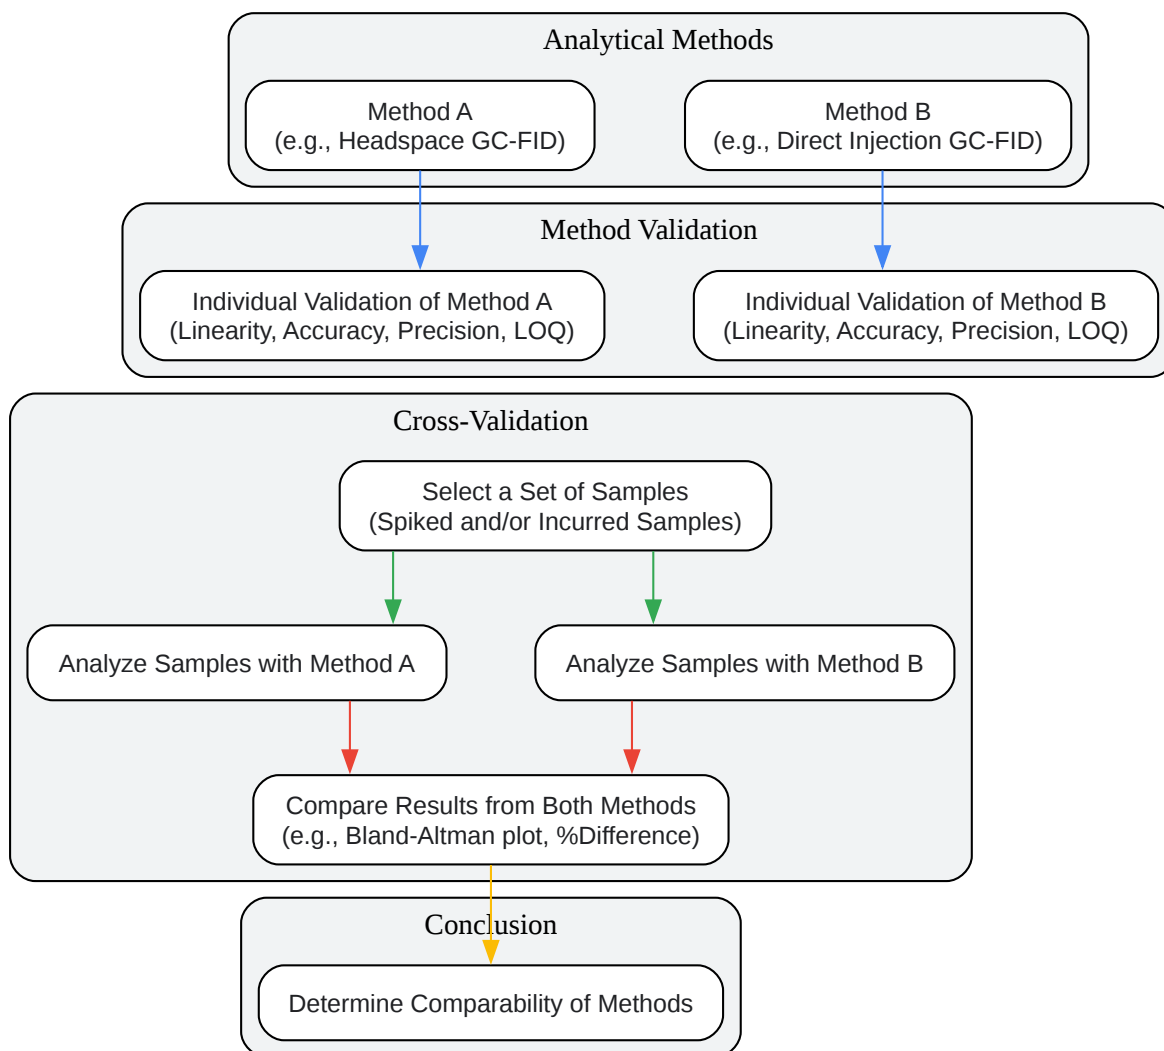 Analytical Methods
Method A
(e.g., Headspace GC-FID)
Method B
(e.g., Direct Injection GC-FID)
Method Validation
Individual Validation of Method A
(Linearity, Accuracy, Precision, LOQ)
Individual Validation of Method B
(Linearity, Accuracy, Precision, LOQ)
Cross-Validation
Select a Set of Samples
(Spiked and/or Incurred Samples)
Analyze Samples with Method A
Analyze Samples with Method B
Compare Results from Both Methods
(e.g., Bland-Altman plot, %Difference)
Conclusion
Determine Comparability of Methods